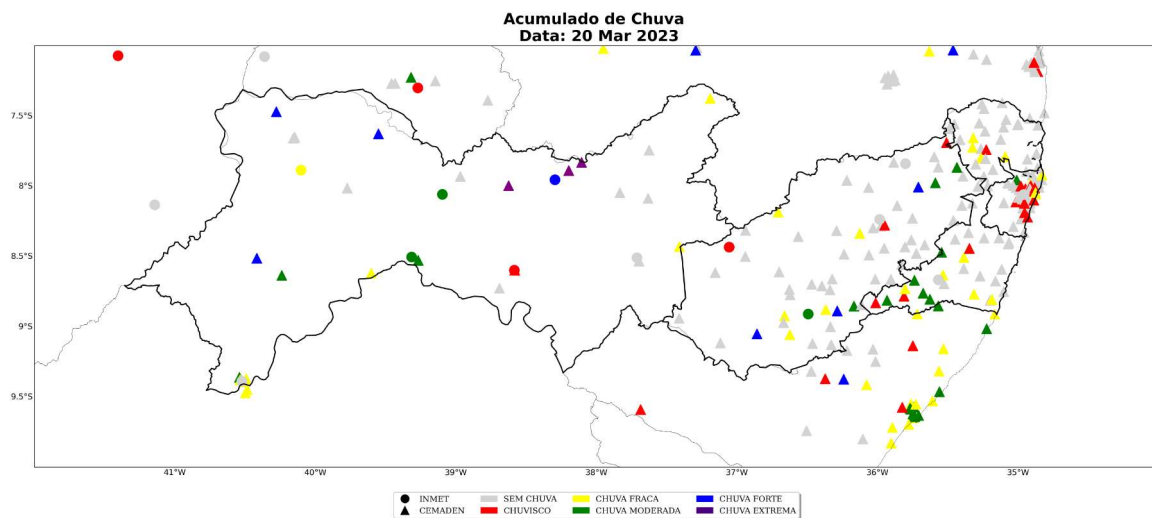 Acumulado de Chuva
Data: 20 Mar 2023
7.5°S
8°S
8.5°S
9°S
9.5°S
41°W 40°W 39°W 38°W 37°W 36°W 35°W
INMET SEM CHUVA CHUVA FRACA CHUVA FORTE
CEMADEN CHUVISCO CHUVA MODERADA CHUVA EXTREMA